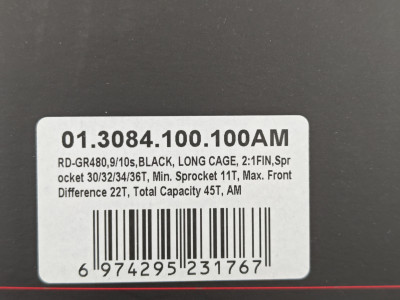 01.3084.100.100AM
RD-GR480,9/10s,BLACK, LONG CAGE, 2:1FIN,Spr
ocket 30/32/34/36T, Min. Sprocket 11T, Max. Front
Difference 22T, Total Capacity 45T, AM
6 974295 231767